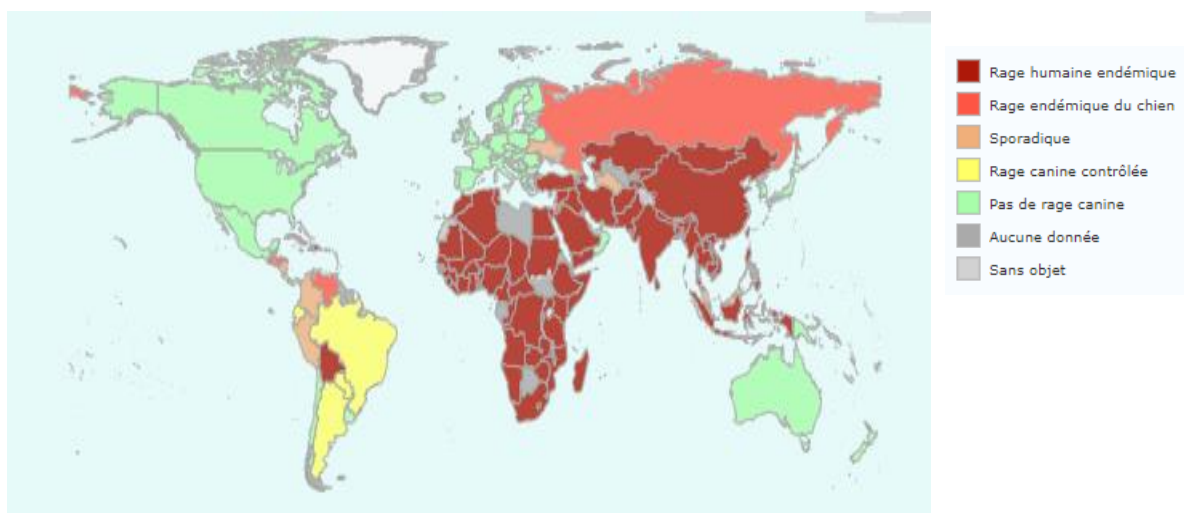 Rage humaine endémique
Rage endémique du chien
Sporadique
Rage canine contrôlée
Pas de rage canine
Aucune donnée
Sans objet